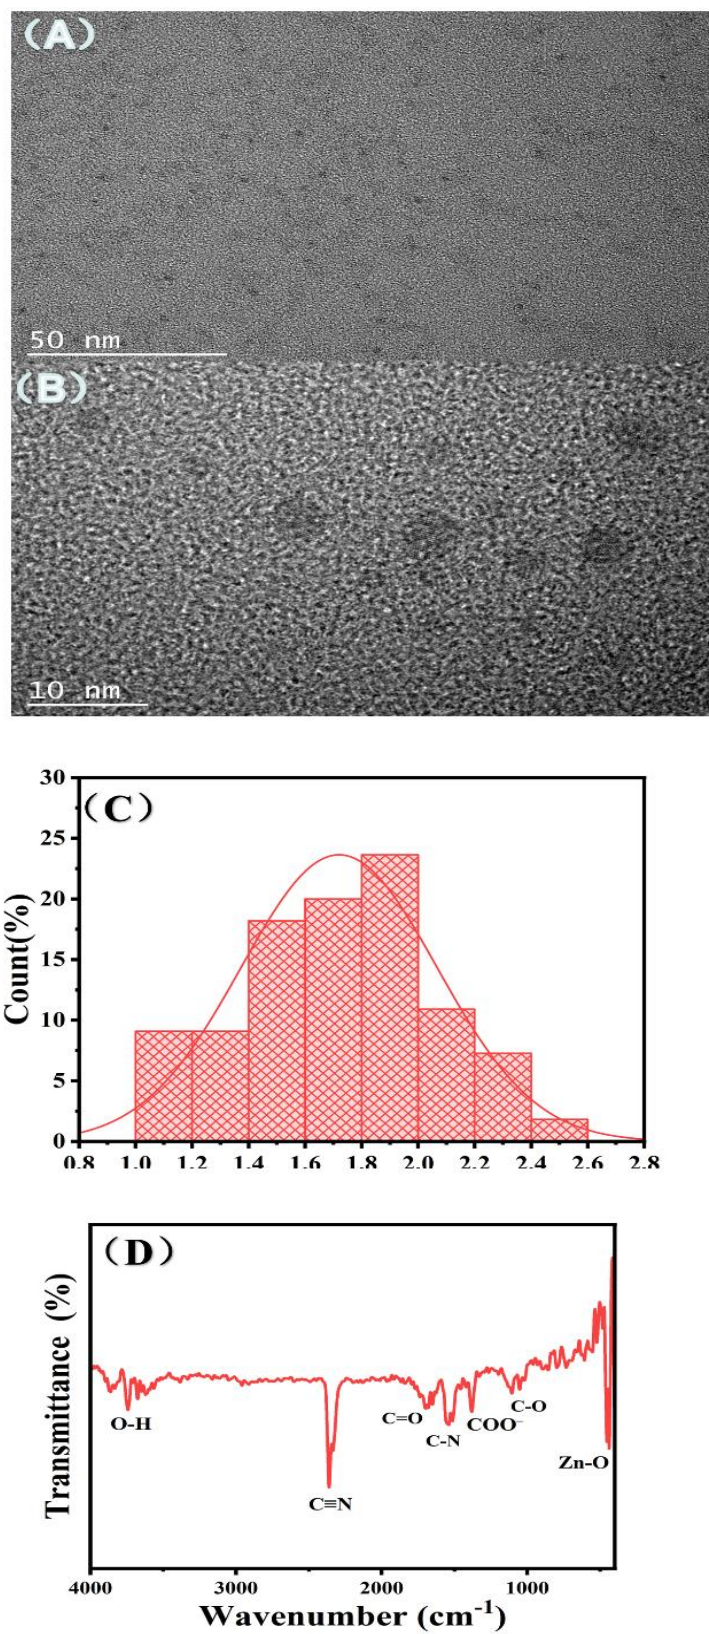 (A)
50 nm
(B)
10 nm
(C)
30
25
20
15
10
5
0
Count(%)
0.8 1.0 1.2 1.4 1.6 1.8 2.0 2.2 2.4 2.6 2.8
(D)
Transmittance (%)
O-H
C≡N
C=O
C-N
COO⁻
C-O
Zn-O
4000 3000 2000 1000
Wavenumber (cm⁻¹)